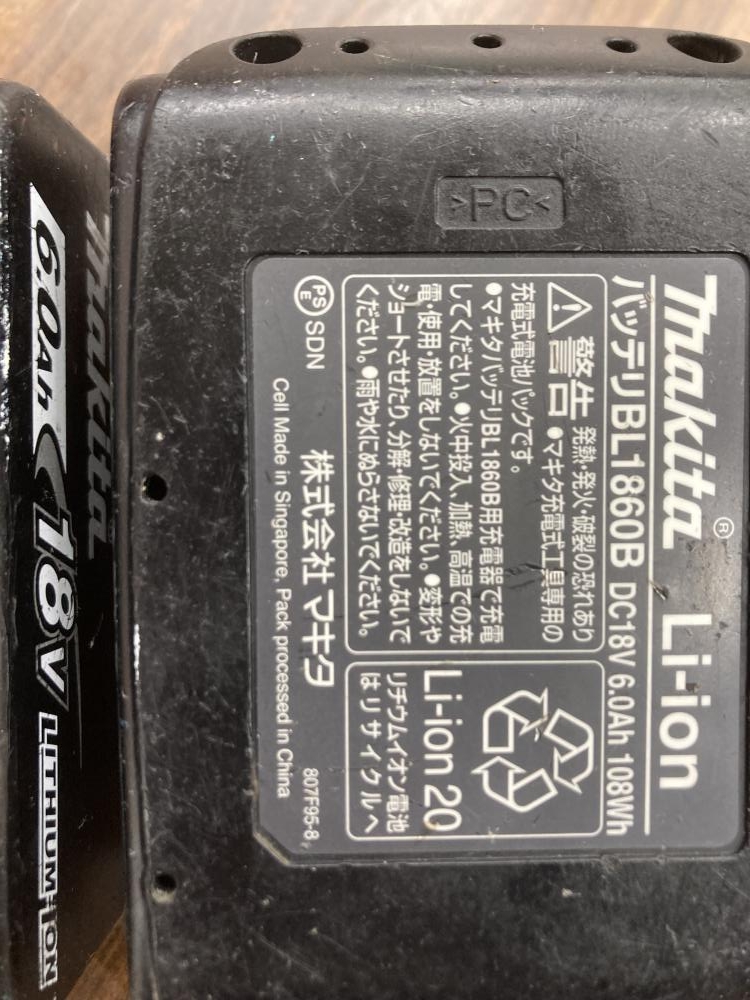 >PC<
makita® Li-ion
バッテリBL1860B DC18V 6.0Ah 108Wh
警告 発熱・発火・破裂の恐れあり
●マキタ充電式工具専用の
充電式電池パックです。
●マキタバッテリBL1860B用充電器で充電
してください。●火中投入、加熱、高温での充
電・使用・放置をしないでください。●変形や
ショートさせたり、分解・修理・改造をしないで
ください。●雨や水にぬらさないでください。
Li-ion 20
リチウムイオン電池
はリサイクルへ
PS
E SDN
株式会社 マキタ
807F95-8,
Cell Made in Singapore, Pack processed in China
makita
6.0Ah 18V LITHIUM-ION